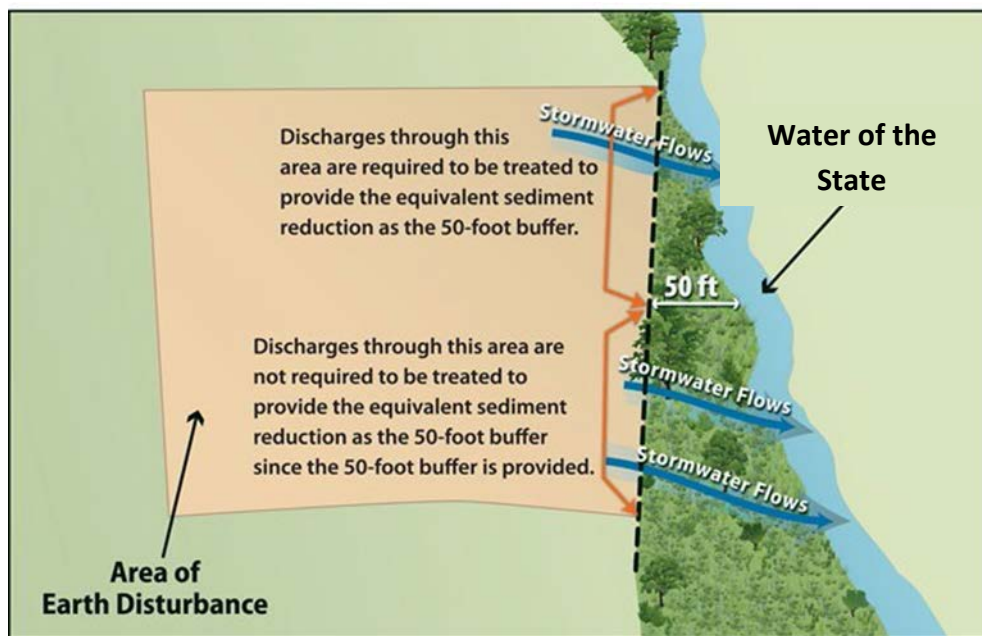 Stormwater Flows
Water of the
State
Discharges through this
area are required to be treated to
provide the equivalent sediment
reduction as the 50-foot buffer.
50 ft
Discharges through this area are
not required to be treated to
provide the equivalent sediment
reduction as the 50-foot buffer
since the 50-foot buffer is provided.
Stormwater Flows
Stormwater Flows
Area of
Earth Disturbance